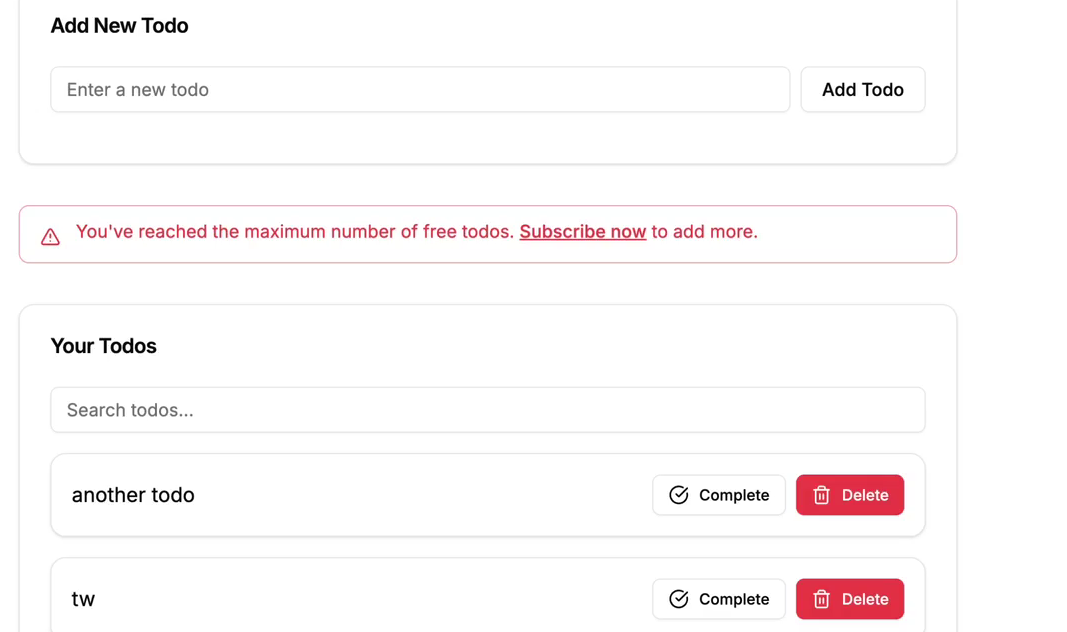 Add New Todo
Enter a new todo
Add Todo
You've reached the maximum number of free todos. Subscribe now to add more.
Your Todos
Search todos...
another todo
Complete
Delete
tw
Complete
Delete